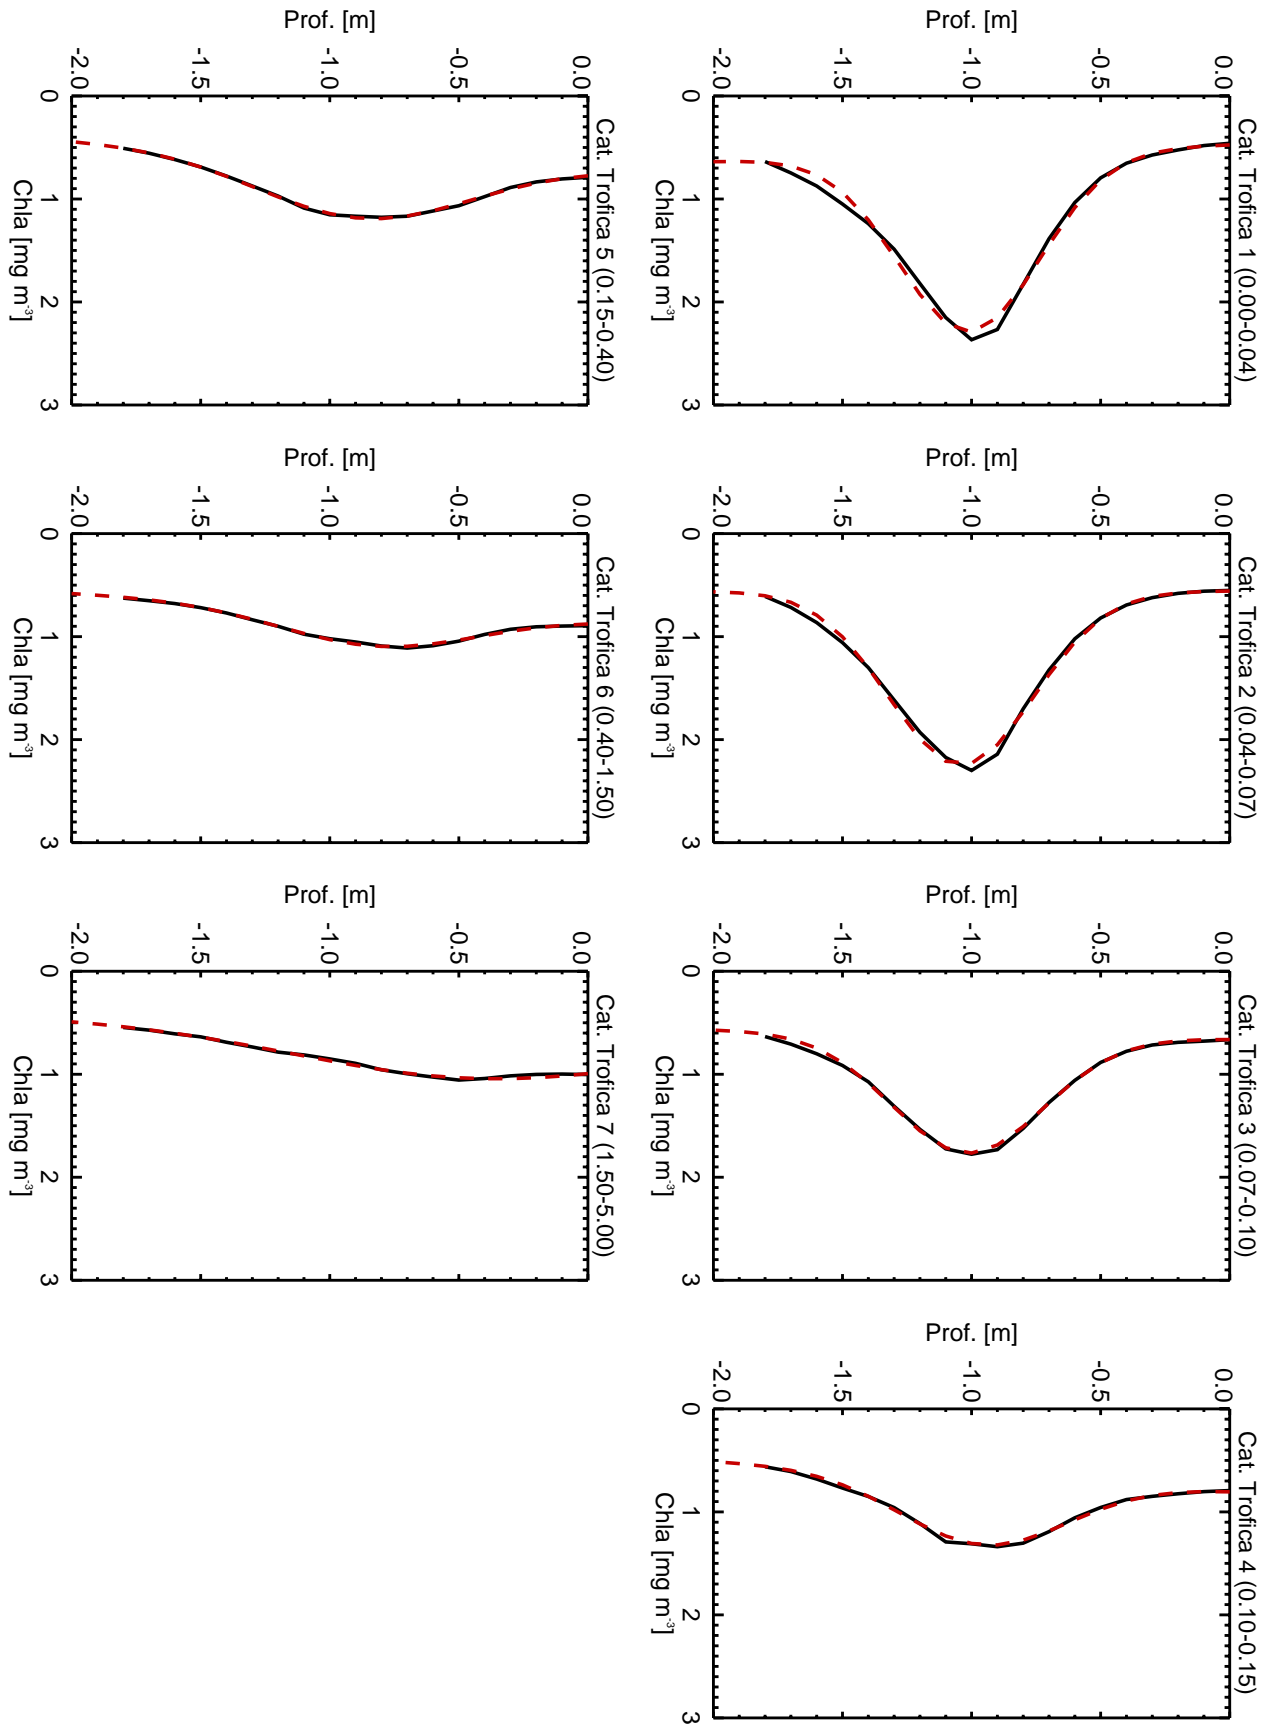 Cat. Trofica 1 (0.00-0.04)
0.0
-0.5
-1.0
-1.5
-2.0
Prof. [m]
0 1 2 3
Chla [mg m-3]
Cat. Trofica 2 (0.04-0.07)
0.0
-0.5
-1.0
-1.5
-2.0
Prof. [m]
0 1 2 3
Chla [mg m-3]
Cat. Trofica 3 (0.07-0.10)
0.0
-0.5
-1.0
-1.5
-2.0
Prof. [m]
0 1 2 3
Chla [mg m-3]
Cat. Trofica 4 (0.10-0.15)
0.0
-0.5
-1.0
-1.5
-2.0
Prof. [m]
0 1 2 3
Chla [mg m-3]
Cat. Trofica 5 (0.15-0.40)
0.0
-0.5
-1.0
-1.5
-2.0
Prof. [m]
0 1 2 3
Chla [mg m-3]
Cat. Trofica 6 (0.40-1.50)
0.0
-0.5
-1.0
-1.5
-2.0
Prof. [m]
0 1 2 3
Chla [mg m-3]
Cat. Trofica 7 (1.50-5.00)
0.0
-0.5
-1.0
-1.5
-2.0
Prof. [m]
0 1 2 3
Chla [mg m-3]